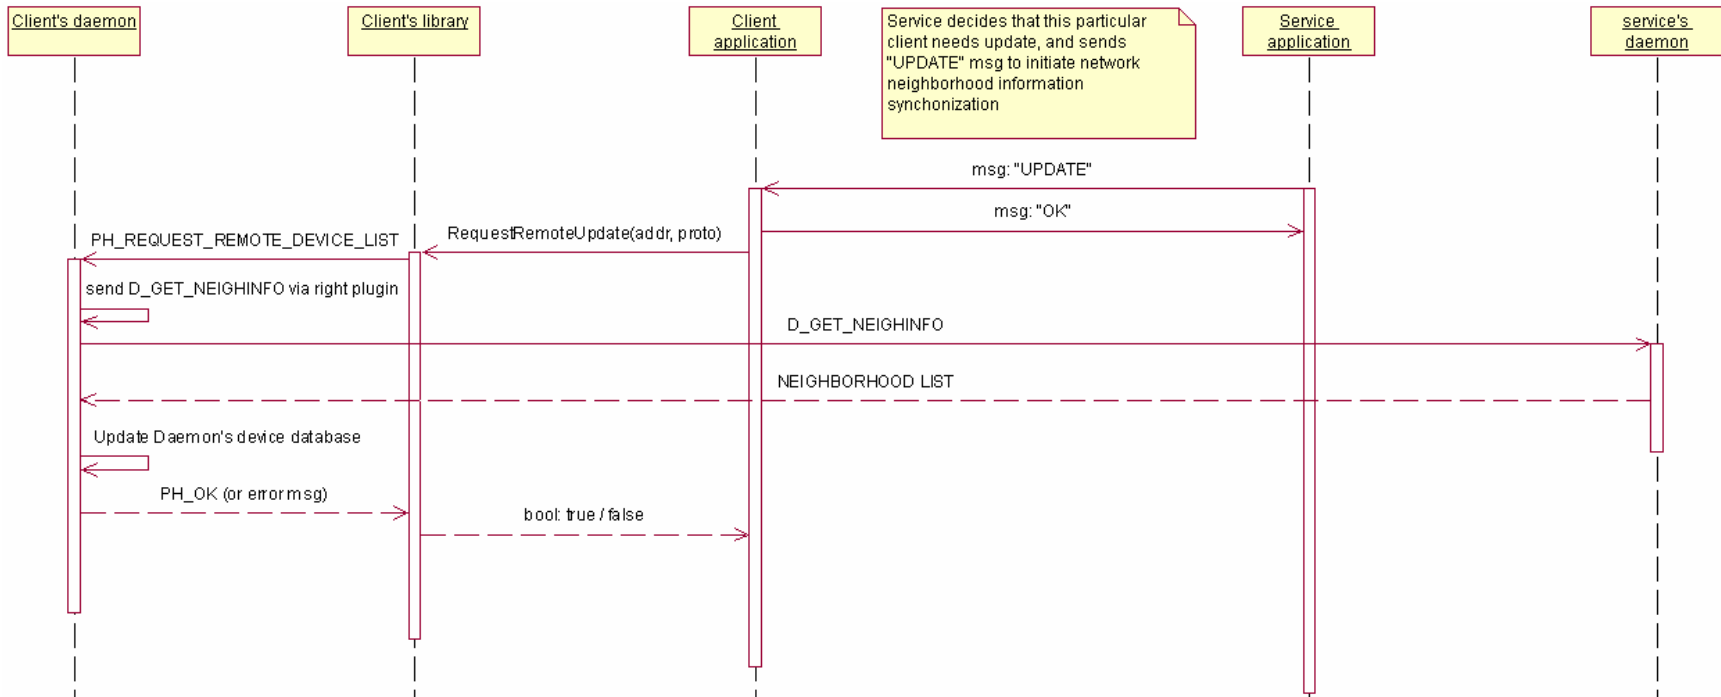 Client's daemon
Client's library
Client
application
Service decides that this particular
client needs update, and sends
"UPDATE" msg to initiate network
neighborhood information
synchonization
Service
application
service's
daemon
msg: "UPDATE"
msg: "OK"
RequestRemoteUpdate(addr, proto)
PH_REQUEST_REMOTE_DEVICE_LIST
send D_GET_NEIGHINFO via right plugin
D_GET_NEIGHINFO
NEIGHBORHOOD LIST
Update Daemon's device database
PH_OK (or error msg)
bool: true / false